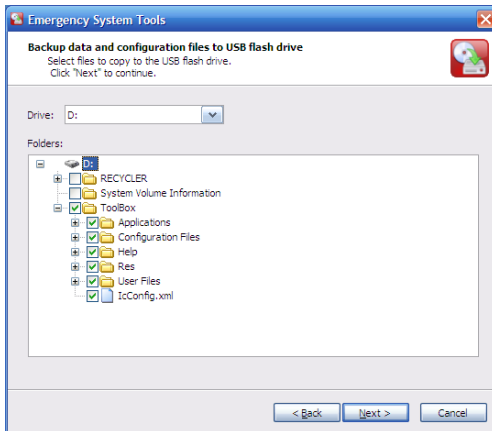 Emergency System Tools
Backup data and configuration files to USB flash drive
Select files to copy to the USB flash drive.
Click "Next" to continue.
Drive: D:
Folders:
D:
RECYCLER
System Volume Information
ToolBox
Applications
Configuration Files
Help
Res
User Files
IcConfig.xml
< Back Next > Cancel